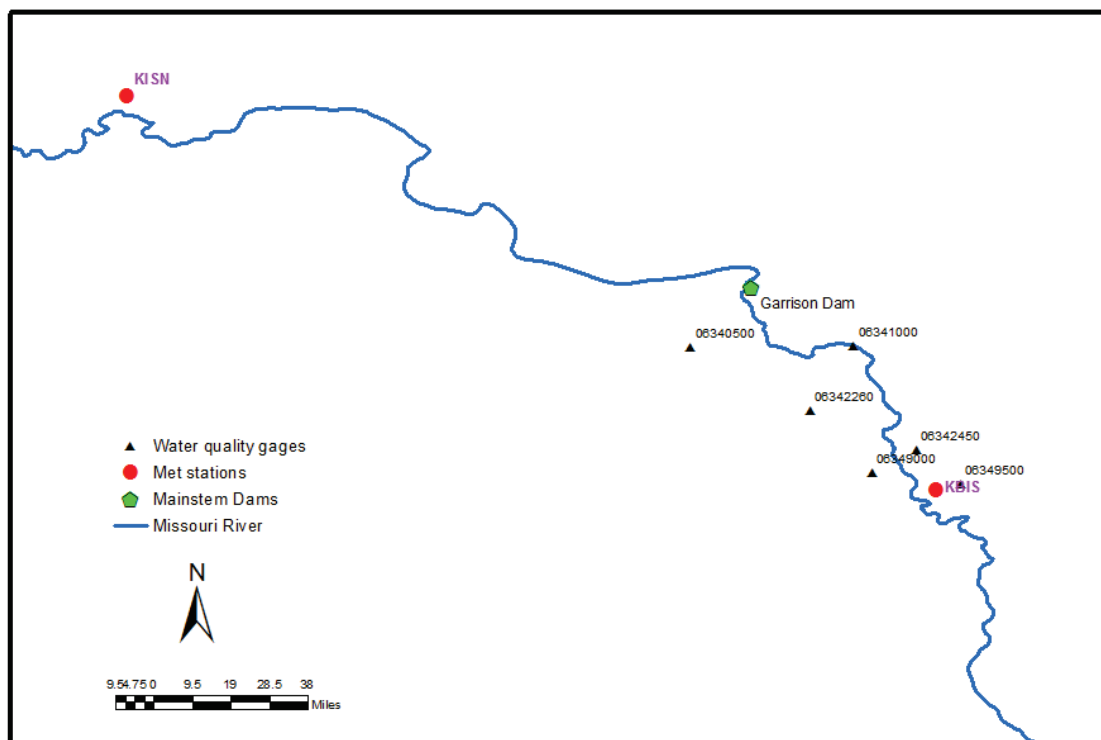 KISN
Garrison Dam
06340500
06341000
06342260
06342450
06349000
06349500
KBIS
Water quality gages
Met stations
Mainstem Dams
Missouri River
N
9.54.75 0 9.5 19 28.5 38
Miles